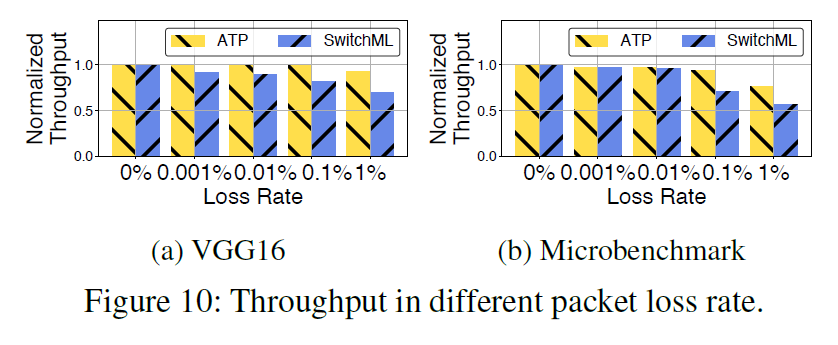 ATP SwitchML
Normalized Throughput
1.0
0.5
0.0
0% 0.001% 0.01% 0.1% 1%
Loss Rate
(a) VGG16
ATP SwitchML
Normalized Throughput
1.0
0.5
0.0
0% 0.001% 0.01% 0.1% 1%
Loss Rate
(b) Microbenchmark
Figure 10: Throughput in different packet loss rate.